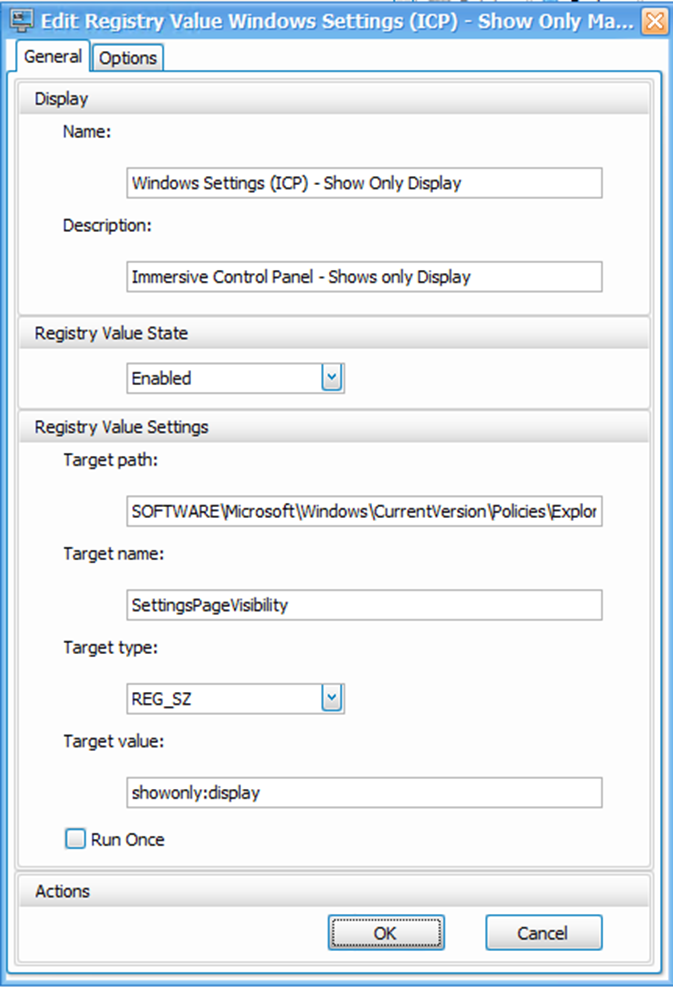 Edit Registry Value Windows Settings (ICP) - Show Only Ma...
General
Options
Display
Name:
Windows Settings (ICP) - Show Only Display
Description:
Immersive Control Panel - Shows only Display
Registry Value State
Enabled
Registry Value Settings
Target path:
SOFTWARE\Microsoft\Windows\CurrentVersion\Policies\Explor
Target name:
SettingsPageVisibility
Target type:
REG_SZ
Target value:
showonly:display
Run Once
Actions
OK
Cancel